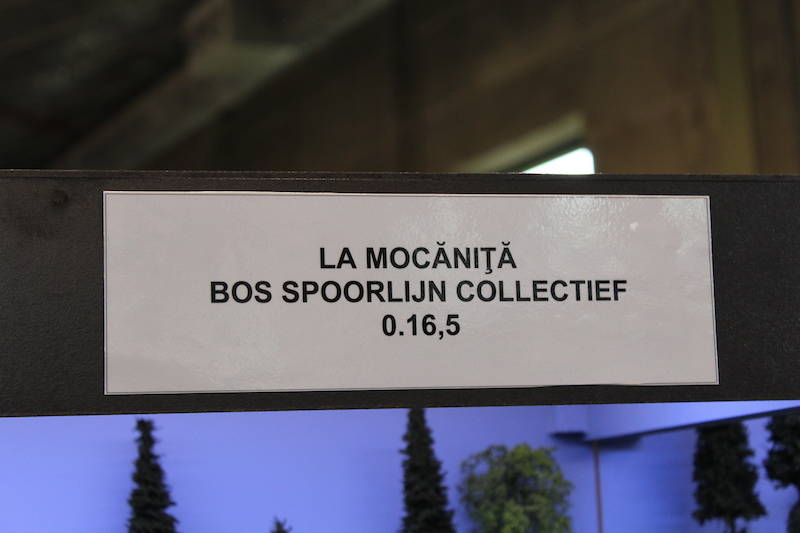 LA MOCĂNIŢĂ
BOS SPOORLIJN COLLECTIEF
0.16,5